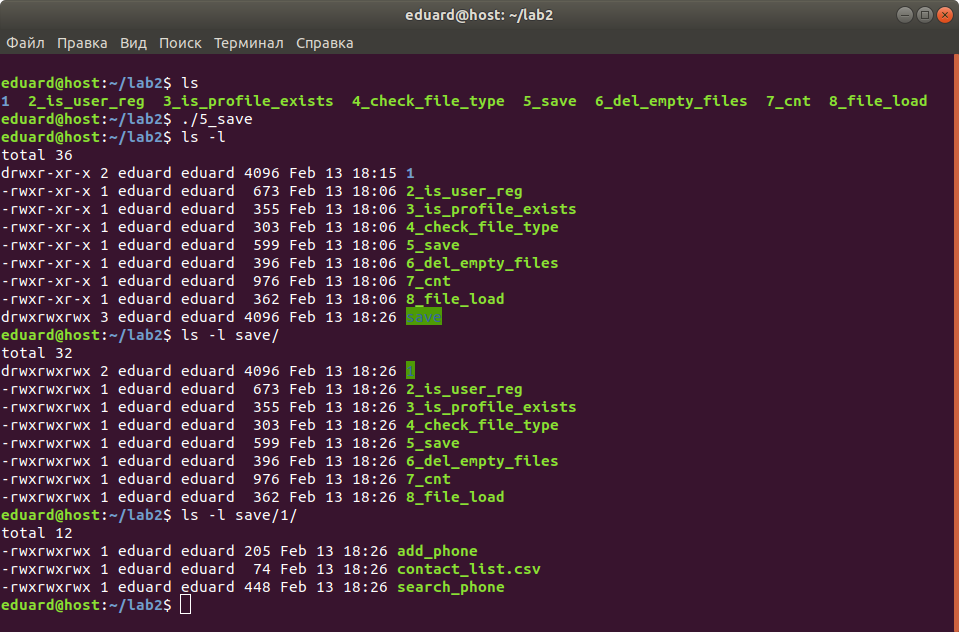 eduard@host: ~/lab2
Файл Правка Вид Поиск Терминал Справка
eduard@host:~/lab2$ ls
1  2_is_user_reg  3_is_profile_exists  4_check_file_type  5_save  6_del_empty_files  7_cnt  8_file_load
eduard@host:~/lab2$ ./5_save
eduard@host:~/lab2$ ls -l
total 36
drwxr-xr-x 2 eduard eduard 4096 Feb 13 18:15 1
-rwxr-xr-x 1 eduard eduard  673 Feb 13 18:06 2_is_user_reg
-rwxr-xr-x 1 eduard eduard  355 Feb 13 18:06 3_is_profile_exists
-rwxr-xr-x 1 eduard eduard  303 Feb 13 18:06 4_check_file_type
-rwxr-xr-x 1 eduard eduard  599 Feb 13 18:06 5_save
-rwxr-xr-x 1 eduard eduard  396 Feb 13 18:06 6_del_empty_files
-rwxr-xr-x 1 eduard eduard  976 Feb 13 18:06 7_cnt
-rwxr-xr-x 1 eduard eduard  362 Feb 13 18:06 8_file_load
drwxrwxrwx 3 eduard eduard 4096 Feb 13 18:26 save
eduard@host:~/lab2$ ls -l save/
total 32
drwxrwxrwx 2 eduard eduard 4096 Feb 13 18:26 1
-rwxrwxrwx 1 eduard eduard  673 Feb 13 18:26 2_is_user_reg
-rwxrwxrwx 1 eduard eduard  355 Feb 13 18:26 3_is_profile_exists
-rwxrwxrwx 1 eduard eduard  303 Feb 13 18:26 4_check_file_type
-rwxrwxrwx 1 eduard eduard  599 Feb 13 18:26 5_save
-rwxrwxrwx 1 eduard eduard  396 Feb 13 18:26 6_del_empty_files
-rwxrwxrwx 1 eduard eduard  976 Feb 13 18:26 7_cnt
-rwxrwxrwx 1 eduard eduard  362 Feb 13 18:26 8_file_load
eduard@host:~/lab2$ ls -l save/1/
total 12
-rwxrwxrwx 1 eduard eduard 205 Feb 13 18:26 add_phone
-rwxrwxrwx 1 eduard eduard  74 Feb 13 18:26 contact_list.csv
-rwxrwxrwx 1 eduard eduard 448 Feb 13 18:26 search_phone
eduard@host:~/lab2$